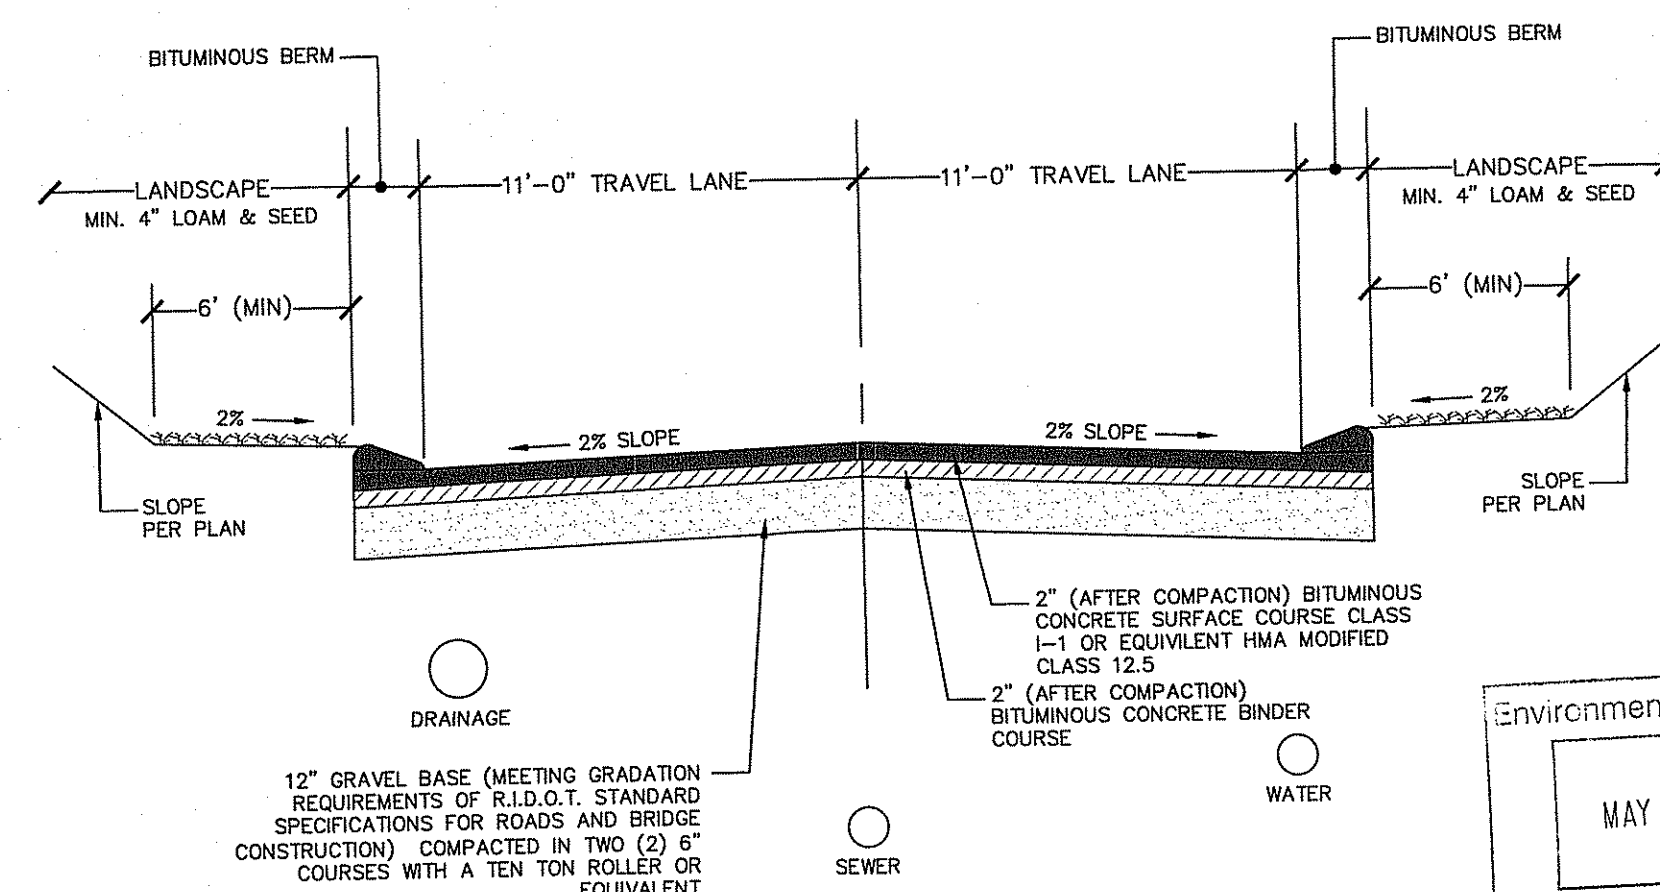 BITUMINOUS BERM
BITUMINOUS BERM
LANDSCAPE
MIN. 4" LOAM & SEED
11'-0" TRAVEL LANE
11'-0" TRAVEL LANE
LANDSCAPE
MIN. 4" LOAM & SEED
6' (MIN)
6' (MIN)
2%
2% SLOPE
2% SLOPE
2%
SLOPE
PER PLAN
SLOPE
PER PLAN
2" (AFTER COMPACTION) BITUMINOUS
CONCRETE SURFACE COURSE CLASS
I-1 OR EQUIVILENT HMA MODIFIED
CLASS 12.5
2" (AFTER COMPACTION)
BITUMINOUS CONCRETE BINDER
COURSE
DRAINAGE
12" GRAVEL BASE (MEETING GRADATION
REQUIREMENTS OF R.I.D.O.T. STANDARD
SPECIFICATIONS FOR ROADS AND BRIDGE
CONSTRUCTION) COMPACTED IN TWO (2) 6"
COURSES WITH A TEN TON ROLLER OR
EQUIVALENT
SEWER
WATER
Environmen
MAY